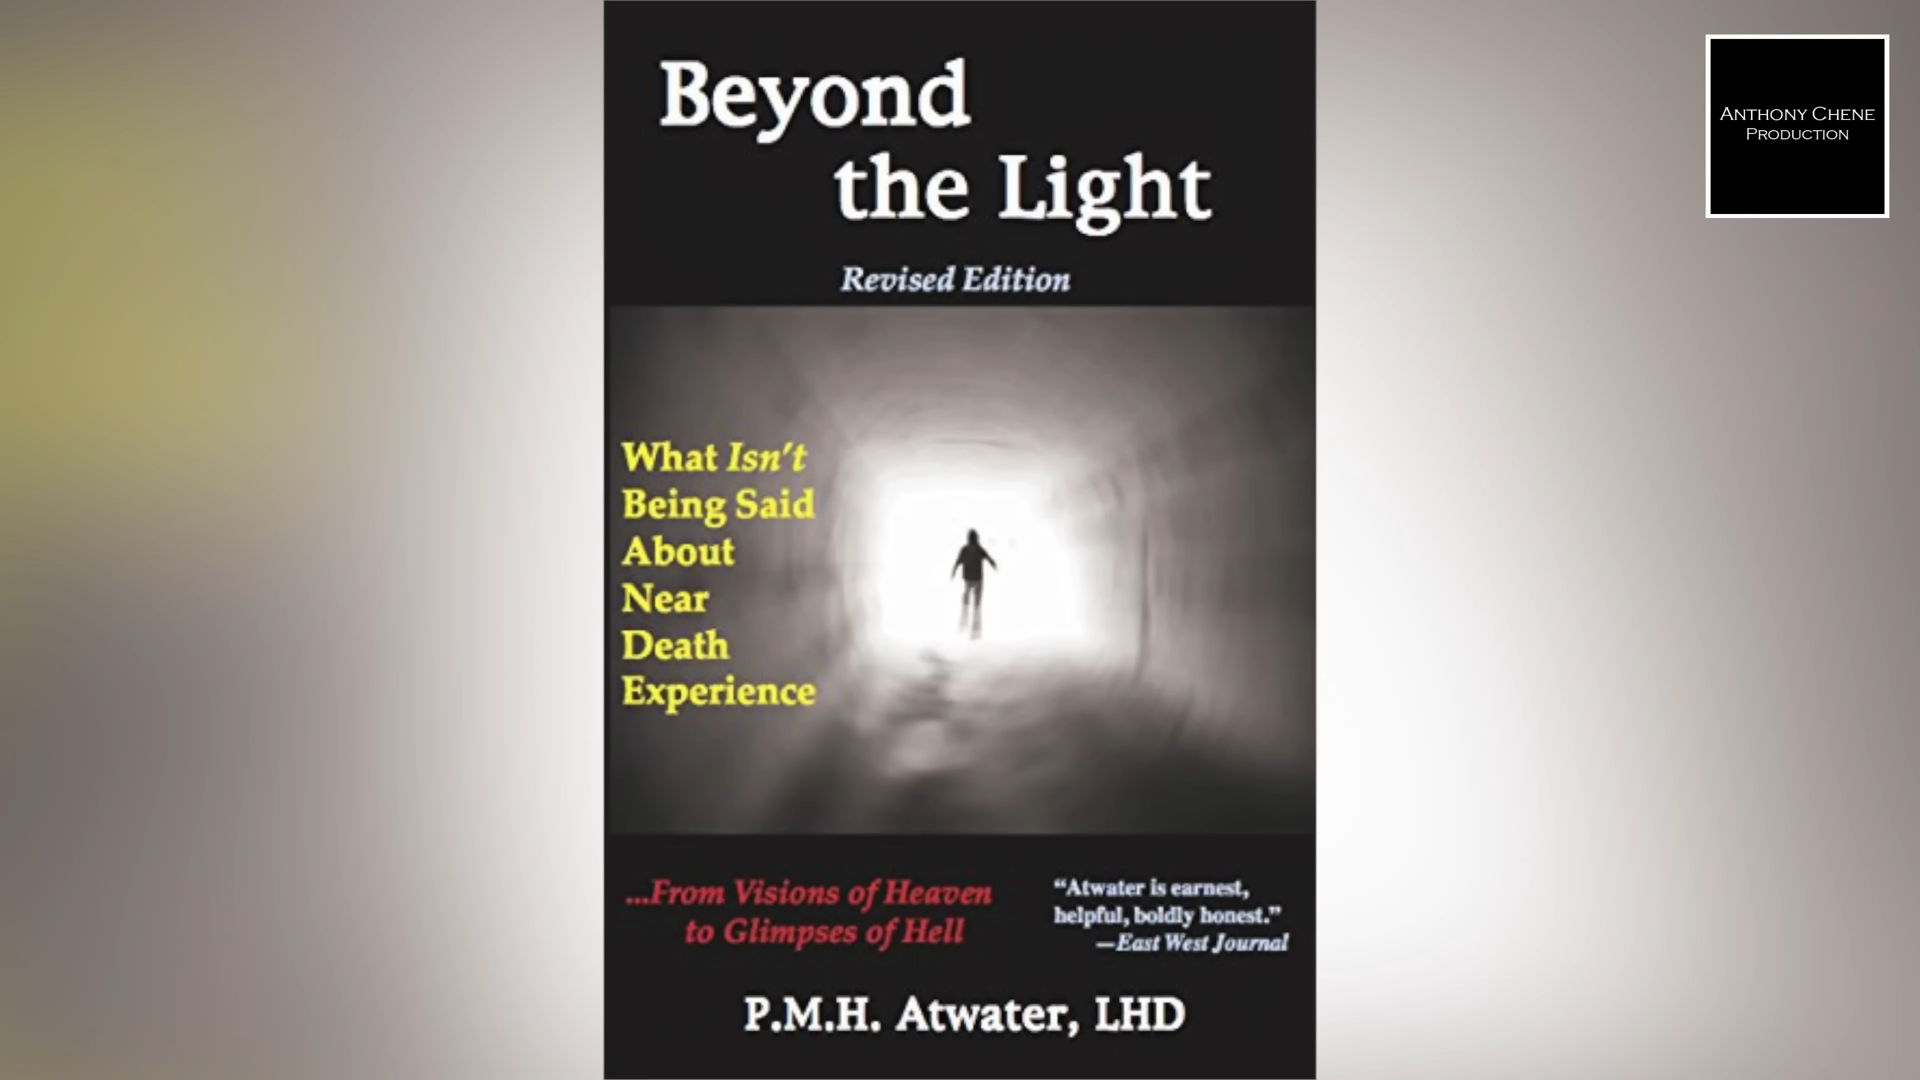 Beyond
the Light
Revised Edition
What Isn't
Being Said
About
Near
Death
Experience
...From Visions of Heaven
to Glimpses of Hell
“Atwater is earnest,
helpful, boldly honest.”
—East West Journal
P.M.H. Atwater, LHD
ANTHONY CHENE
PRODUCTION